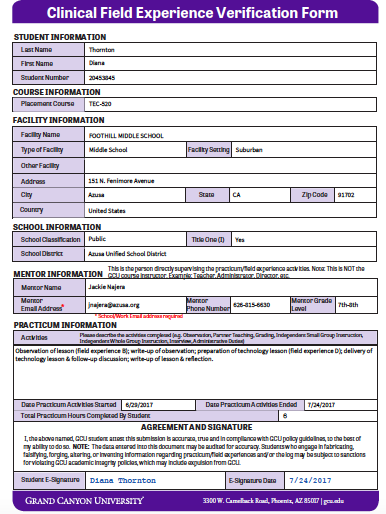 Clinical Field Experience Verification Form
STUDENT INFORMATION
Last Name Thornton
First Name Diana
Student Number 20453845
COURSE INFORMATION
Placement Course TEC-520
FACILITY INFORMATION
Facility Name FOOTHILL MIDDLE SCHOOL
Type of Facility Middle School Facility Setting Suburban
Other Facility
Address 151 N. Fenimore Avenue
City Azusa State CA Zip Code 91702
Country United States
SCHOOL INFORMATION
School Classification Public Title One (I) Yes
School District Azusa Unified School District
MENTOR INFORMATION This is the person directly supervising the practicum/field experience activities. Note: This is NOT the
GCU course instructor. Example: Teacher, Administrator, Director, etc.
Mentor Name Jackie Najera
Mentor Email Address* jnajera@azusa.org Mentor Phone Number 626-815-6630 Mentor Grade Level 7th-8th
* School/Work Email address required
PRACTICUM INFORMATION
Activities Please describe the activities completed (e.g. Observation, Partner Teaching, Grading, Independent Small Group Instruction,
Independent Whole Group Instruction, Interview, Administrative Duties)
Observation of lesson (field experience B); write-up of observation; preparation of technology lesson (field experience D); delivery of
technology lesson & follow-up discussion; write-up of lesson & reflection.
Date Practicum Activities Started 6/29/2017 Date Practicum Activities Ended 7/24/2017
Total Practicum Hours Completed By Student 6
AGREEMENT AND SIGNATURE
I, the above named, GCU student attest this submission is accurate, true and in compliance with GCU policy guidelines, to the best of
my ability to do so. NOTE: The data entered into this document may be audited for accuracy. Students who engage in fabricating,
falsifying, forging, altering, or inventing information regarding practicum/field experiences and/or the log may be subject to sanctions
for violating GCU academic integrity policies, which may include expulsion from GCU.
Student E-Signature Diana Thornton E-Signature Date 7/24/2017
GRAND CANYON UNIVERSITY 3300 W. Camelback Road, Phoenix, AZ 85017 | gcu.edu